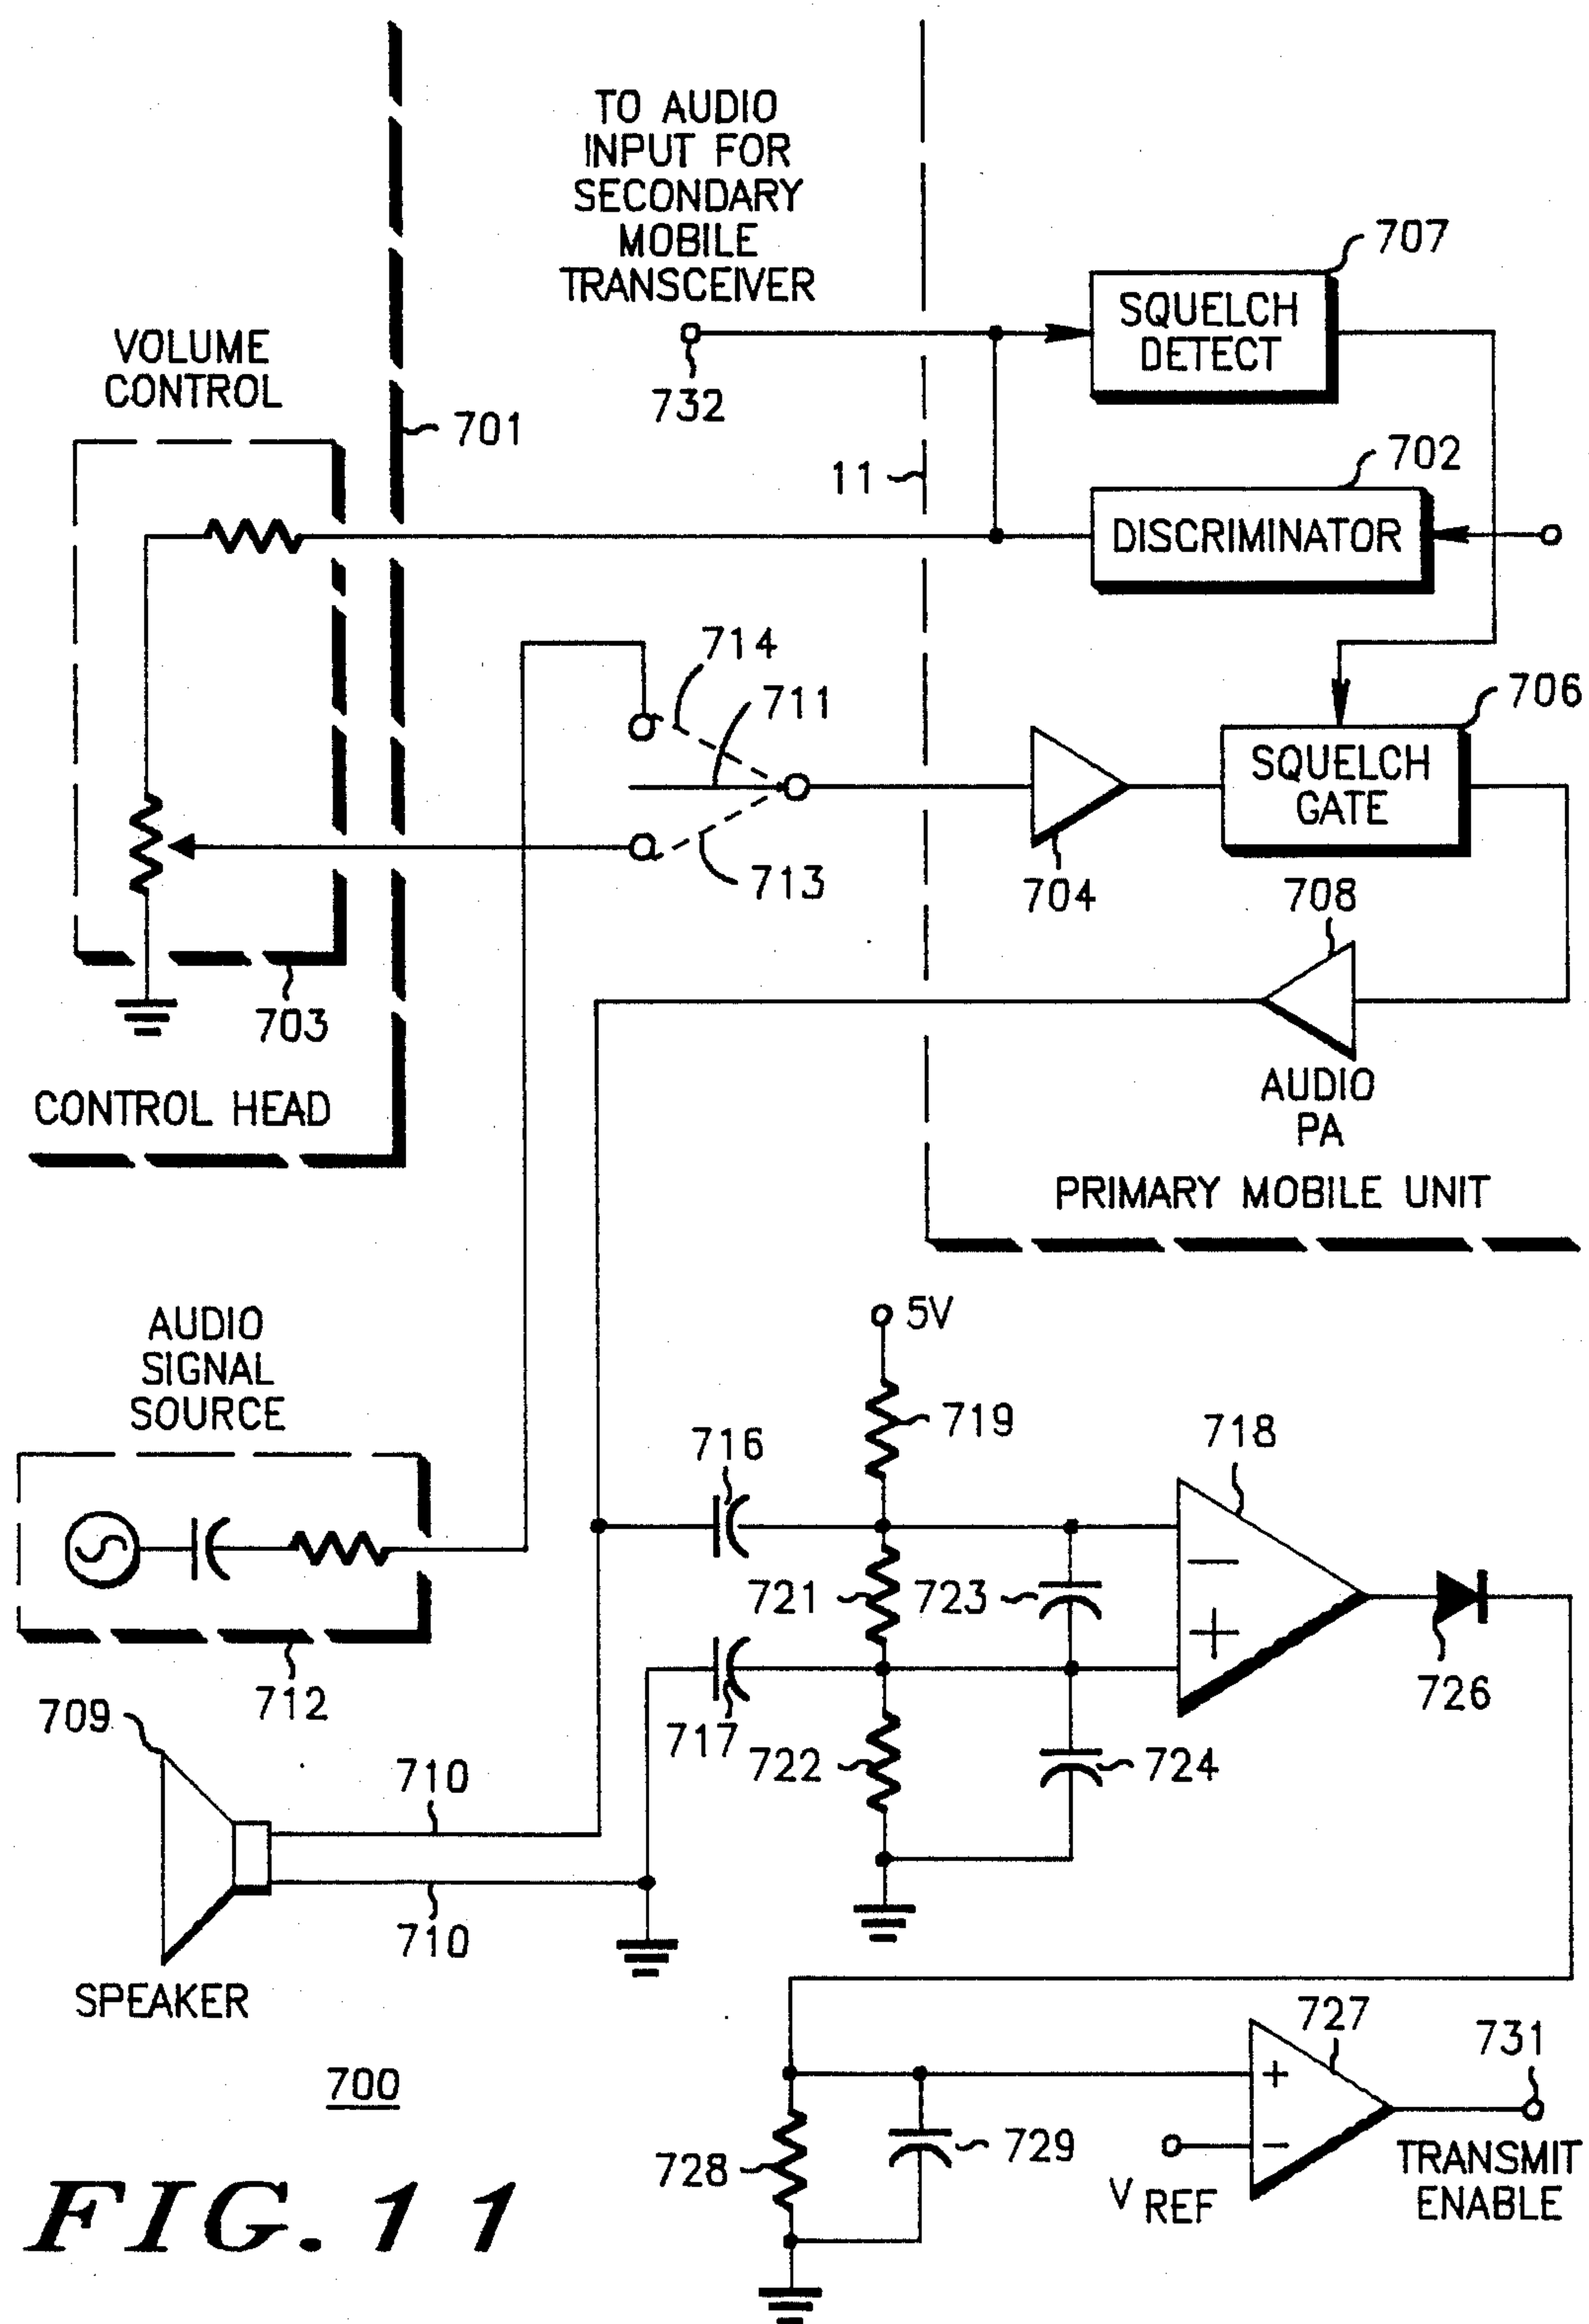 TO AUDIO
INPUT FOR
SECONDARY
MOBILE
TRANSCEIVER
732
707
SQUELCH
DETECT
VOLUME
CONTROL
701
11
702
DISCRIMINATOR
714
711
713
704
706
SQUELCH
GATE
708
AUDIO
PA
703
CONTROL HEAD
PRIMARY MOBILE UNIT
AUDIO
SIGNAL
SOURCE
712
5V
719
716
718
−
+
721
723
717
722
724
726
709
710
710
SPEAKER
727
+
−
731
728
729
V REF
TRANSMIT
ENABLE
700
FIG. 11